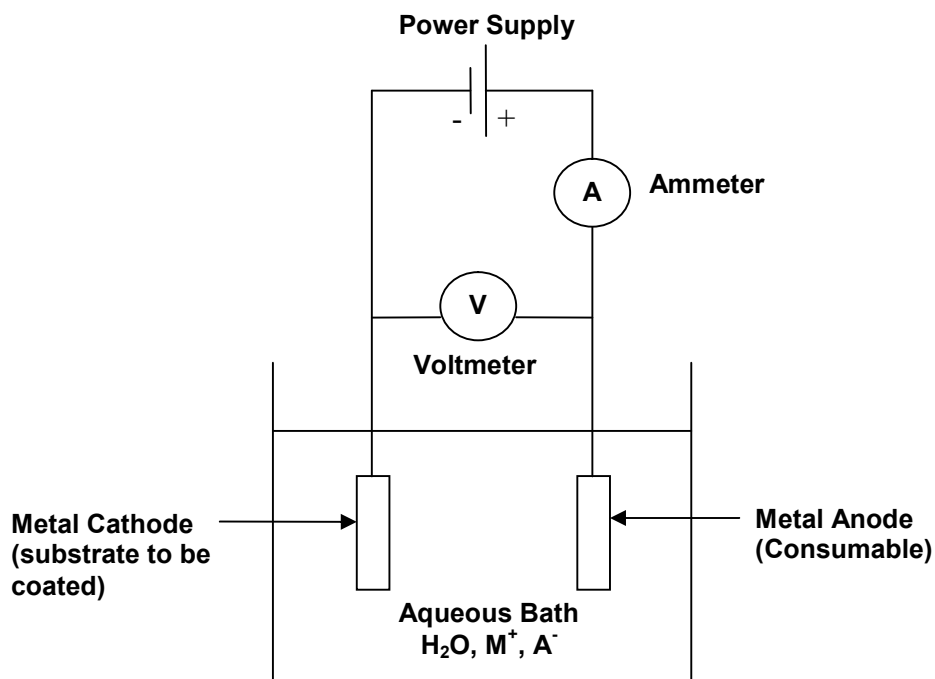 Power Supply
- +
A
Ammeter
V
Voltmeter
Metal Cathode
(substrate to be
coated)
Metal Anode
(Consumable)
Aqueous Bath
H₂O, M⁺, A⁻